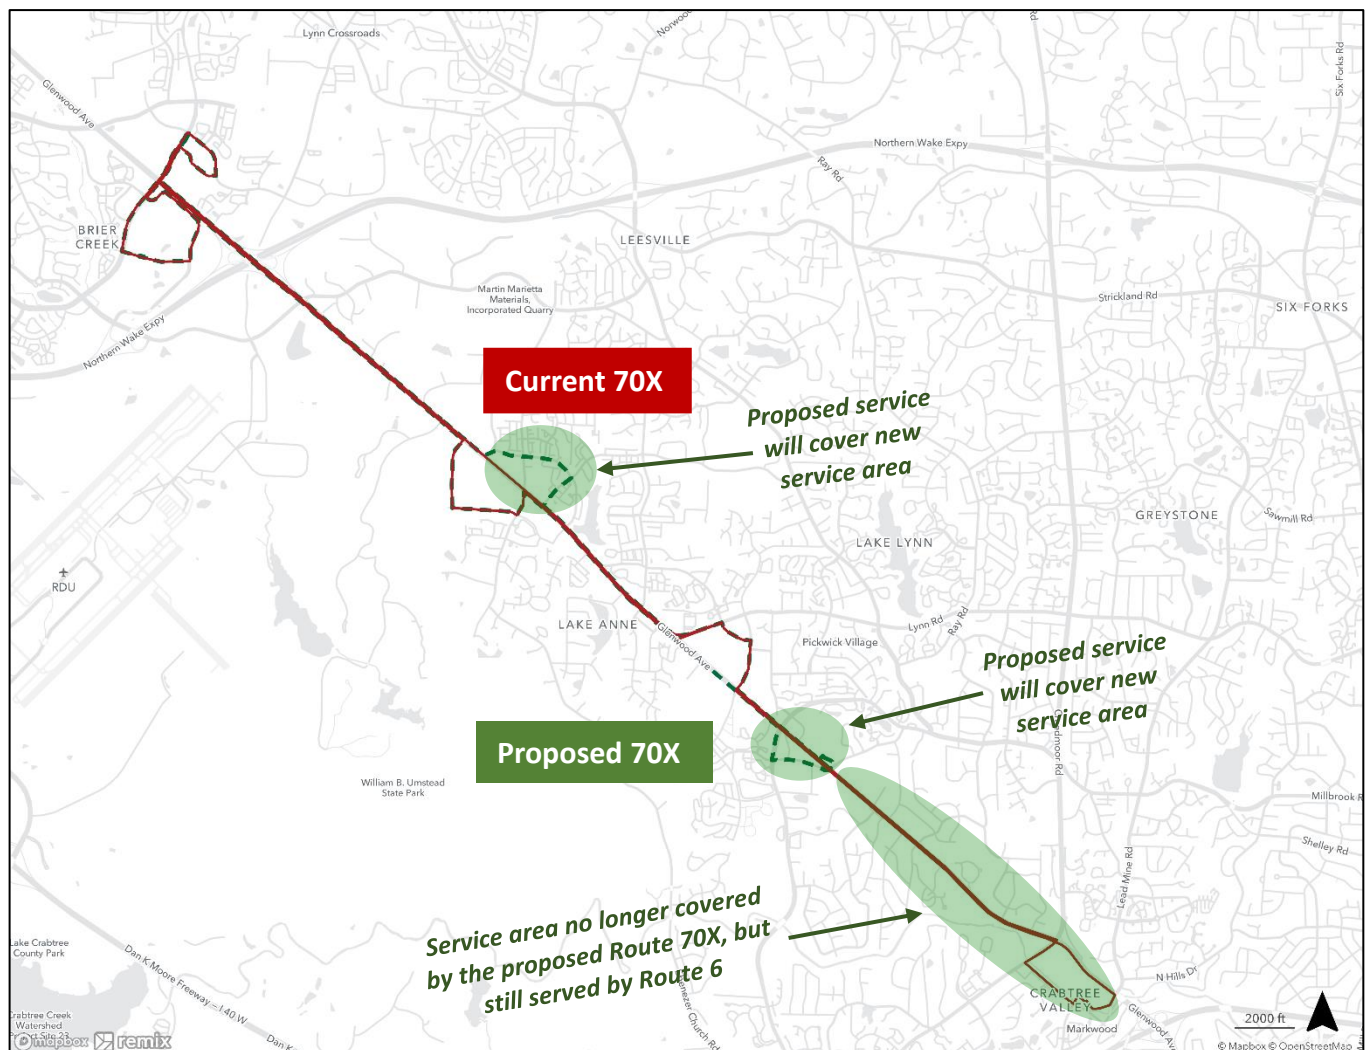 Lynn Crossroads
Glenwood Ave
Six Forks Rd
Northern Wake Expy
Ray Rd
BRIER
CREEK
LEESVILLE
Martin Marietta
Materials,
Incorporated Quarry
Strickland Rd
SIX FORKS
Northern Wake Expy
Current 70X
Proposed service
will cover new
service area
GREYSTONE
Sawmill Rd
LAKE LYNN
RDU
LAKE ANNE
Glenwood Ave
Lynn Rd
Ray Rd
Pickwick Village
Proposed service
will cover new
service area
Proposed 70X
William B. Umstead
State Park
Millbrook R
Shelley Rd
Lead Mine Rd
Service area no longer covered
by the proposed Route 70X, but
still served by Route 6
Lake Crabtree
County Park
Dan K Moore Freeway – I 40 W
Dan K
N Hills Dr
CRABTREE
VALLEY
Markwood
Glenwood Ave
2000 ft
Crabtree Creek
Watershed
mapbox remix
© Mapbox © OpenStreetMap